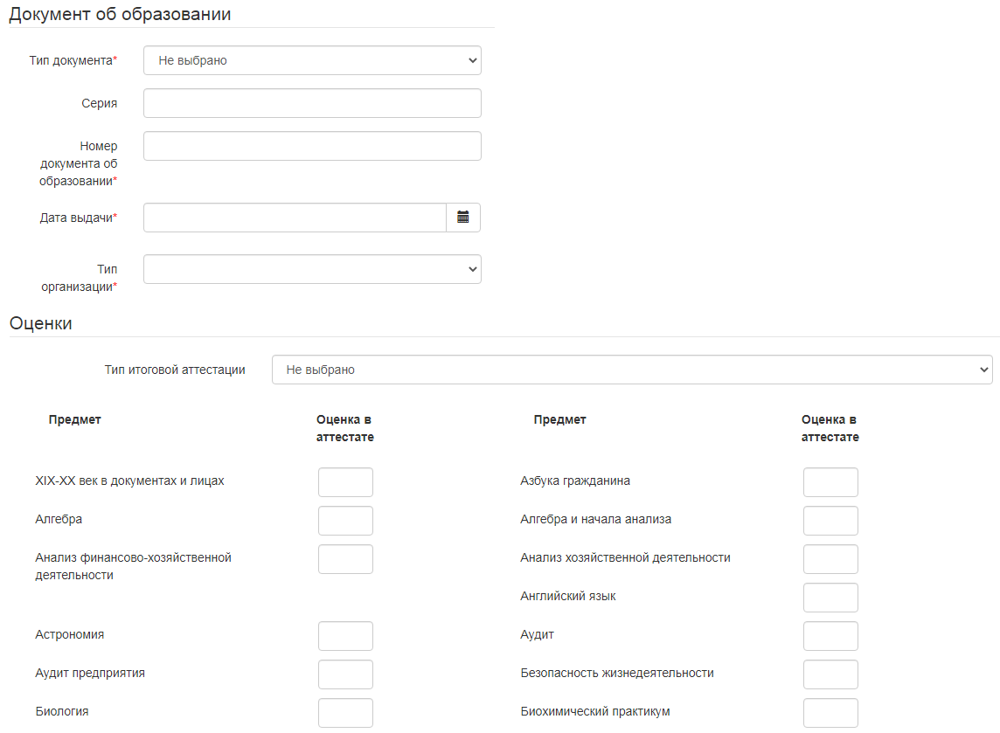 Документ об образовании
Тип документа*
Не выбрано
Серия
Номер
документа об
образовании*
Дата выдачи*
Тип
организации*
Оценки
Тип итоговой аттестации
Не выбрано
Предмет
Оценка в
аттестате
Предмет
Оценка в
аттестате
XIX-XX век в документах и лицах
Азбука гражданина
Алгебра
Алгебра и начала анализа
Анализ финансово-хозяйственной
деятельности
Анализ хозяйственной деятельности
Английский язык
Астрономия
Аудит
Аудит предприятия
Безопасность жизнедеятельности
Биология
Биохимический практикум